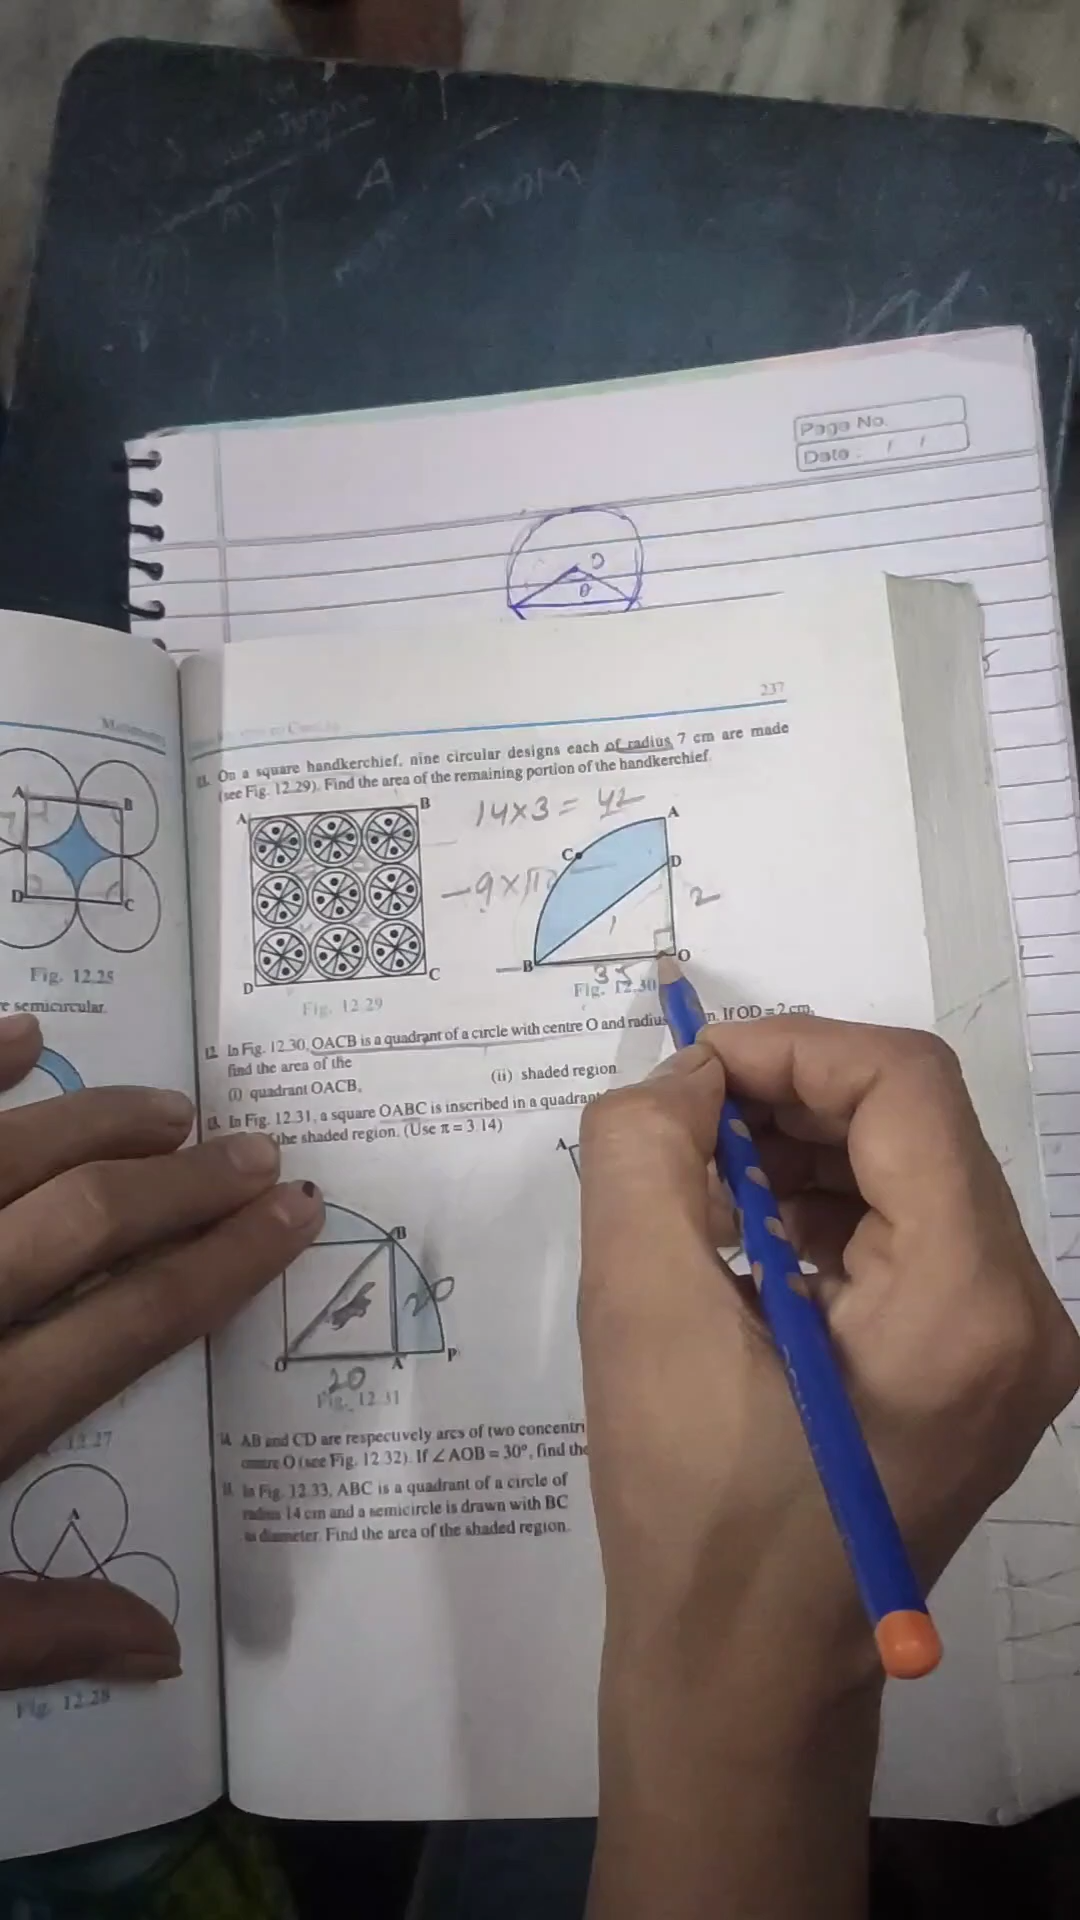 Page No.
Date : / /
O
θ
237
11. On a square handkerchief, nine circular designs each of radius 7 cm are made
(see Fig. 12.29). Find the area of the remaining portion of the handkerchief.
A
B
D
C
Fig. 12.29
14×3 = 42
A
C
D
2
B
35
O
Fig. 12.30
12. In Fig. 12.30, OACB is a quadrant of a circle with centre O and radius If OD = 2 cm,
find the area of the
(i) quadrant OACB,
(ii) shaded region.
13. In Fig. 12.31, a square OABC is inscribed in a
the shaded region. (Use π = 3.14)
A
B
20
O
A
P
20
Fig. 12.31
14. AB and CD are respectively arcs of two
centre O (see Fig. 12.32). If ∠ AOB = 30°, find the
15. In Fig. 12.33, ABC is a quadrant of a circle of
radius 14 cm and a semicircle is drawn with BC
as diameter. Find the area of the shaded region.
A
B
D
C
Fig. 12.25
semicircular.
12.27
A
Fig. 12.28